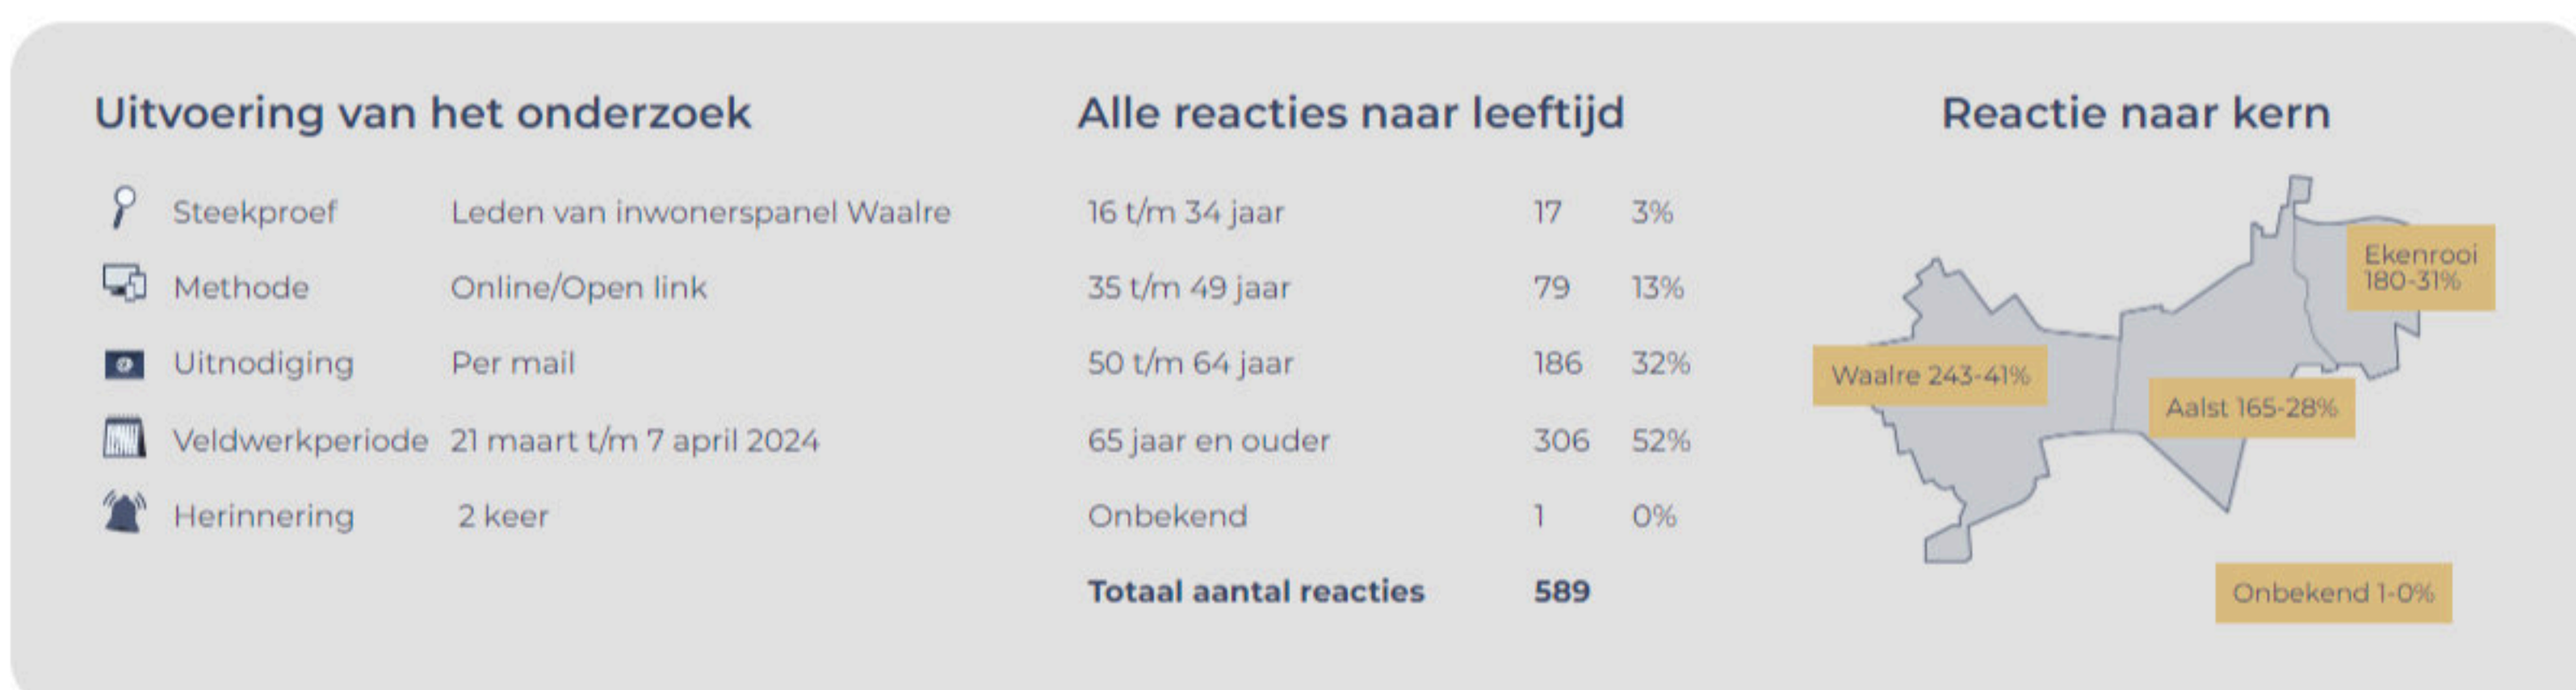 Uitvoering van het onderzoek
Steekproef Leden van inwonerspanel Waalre
Methode Online/Open link
Uitnodiging Per mail
Veldwerkperiode 21 maart t/m 7 april 2024
Herinnering 2 keer
Alle reacties naar leeftijd
16 t/m 34 jaar 17 3%
35 t/m 49 jaar 79 13%
50 t/m 64 jaar 186 32%
65 jaar en ouder 306 52%
Onbekend 1 0%
Totaal aantal reacties 589
Reactie naar kern
Ekenrooi
180-31%
Waalre 243-41%
Aalst 165-28%
Onbekend 1-0%